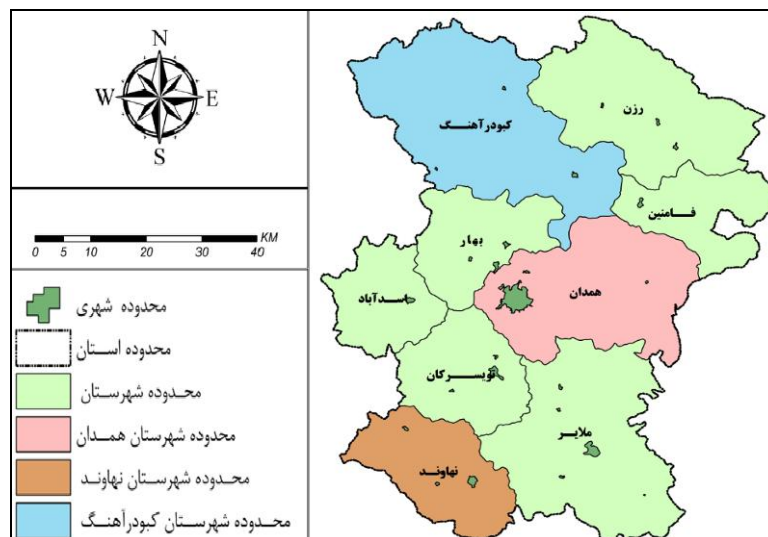 N
W E
S
KM
0 5 10 20 30 40
محدوده شهری
محدوده استان
محدوده شهرستان
محدوده شهرستان همدان
محدوده شهرستان نهاوند
محدوده شهرستان کبودرآهنگ
رزن
کبودرآهنگ
فامنین
بهار
همدان
اسدآباد
تویسرکان
ملایر
نهاوند